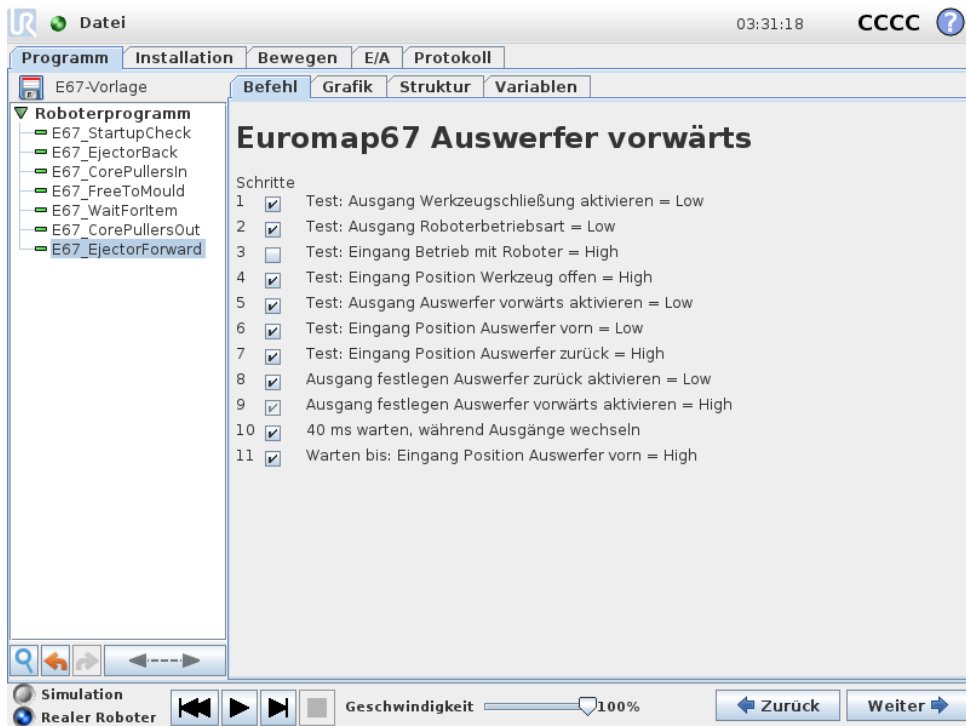 UR Datei 03:31:18 CCCC ?
Programm Installation Bewegen E/A Protokoll
E67-Vorlage
Befehl Grafik Struktur Variablen
Roboterprogramm
E67_StartupCheck
E67_EjectorBack
E67_CorePullersIn
E67_FreeToMould
E67_WaitForItem
E67_CorePullersOut
E67_EjectorForward
Euromap67 Auswerfer vorwärts
Schritte
1 Test: Ausgang Werkzeugschließung aktivieren = Low
2 Test: Ausgang Roboterbetriebsart = Low
3 Test: Eingang Betrieb mit Roboter = High
4 Test: Eingang Position Werkzeug offen = High
5 Test: Ausgang Auswerfer vorwärts aktivieren = Low
6 Test: Eingang Position Auswerfer vorn = Low
7 Test: Eingang Position Auswerfer zurück = High
8 Ausgang festlegen Auswerfer zurück aktivieren = Low
9 Ausgang festlegen Auswerfer vorwärts aktivieren = High
10 40 ms warten, während Ausgänge wechseln
11 Warten bis: Eingang Position Auswerfer vorn = High
Simulation
Realer Roboter
Geschwindigkeit 100%
Zurück
Weiter